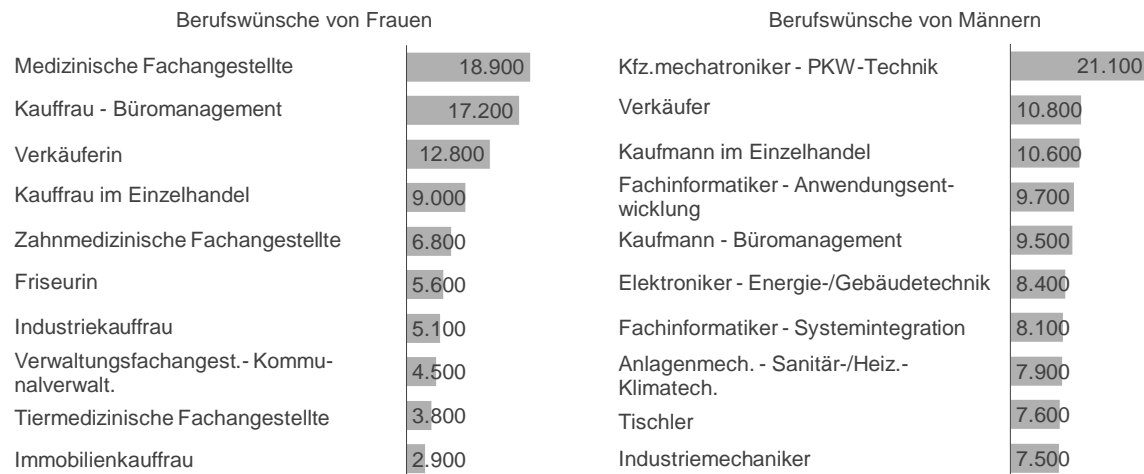 Berufswünsche von Frauen
Medizinische Fachangestellte 18.900
Kauffrau - Büromanagement 17.200
Verkäuferin 12.800
Kauffrau im Einzelhandel 9.000
Zahnmedizinische Fachangestellte 6.800
Friseurin 5.600
Industriekauffrau 5.100
Verwaltungsfachangest.- Kommu-
nalverwalt. 4.500
Tiermedizinische Fachangestellte 3.800
Immobilienkauffrau 2.900
Berufswünsche von Männern
Kfz.mechatroniker - PKW-Technik 21.100
Verkäufer 10.800
Kaufmann im Einzelhandel 10.600
Fachinformatiker - Anwendungsent-
wicklung 9.700
Kaufmann - Büromanagement 9.500
Elektroniker - Energie-/Gebäudetechnik 8.400
Fachinformatiker - Systemintegration 8.100
Anlagenmech. - Sanitär-/Heiz.-
Klimatech. 7.900
Tischler 7.600
Industriemechaniker 7.500